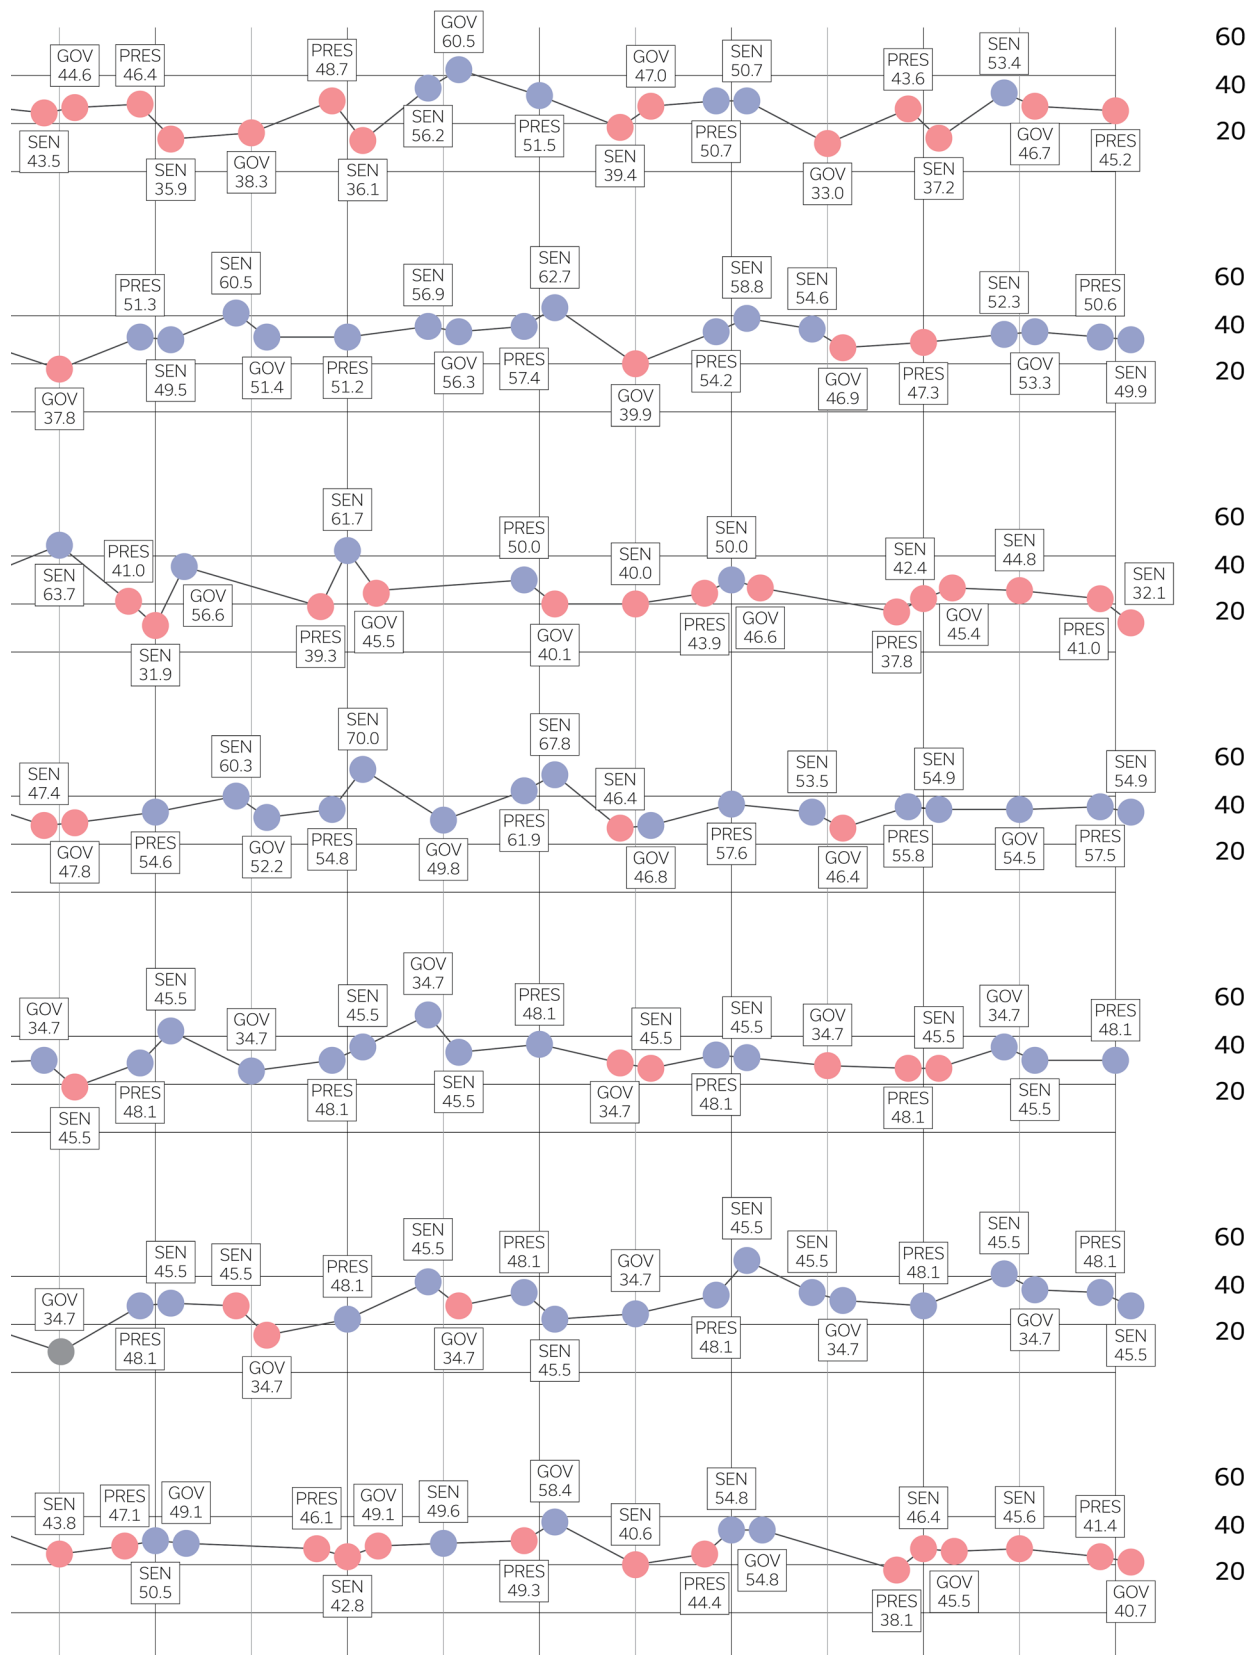 GOV
60.5
60
SEN
53.4
PRES
48.7
SEN
50.7
GOV
44.6
PRES
46.4
GOV
47.0
PRES
43.6
40
SEN
56.2
20
SEN
43.5
PRES
51.5
PRES
50.7
GOV
46.7
PRES
45.2
SEN
39.4
GOV
38.3
SEN
35.9
SEN
36.1
GOV
33.0
SEN
37.2
SEN
62.7
SEN
60.5
SEN
58.8
60
SEN
56.9
SEN
54.6
PRES
51.3
SEN
52.3
PRES
50.6
40
GOV
56.3
GOV
53.3
20
SEN
49.5
GOV
51.4
PRES
51.2
PRES
57.4
PRES
54.2
GOV
46.9
PRES
47.3
SEN
49.9
GOV
37.8
GOV
39.9
SEN
61.7
60
PRES
50.0
SEN
50.0
PRES
41.0
SEN
40.0
SEN
42.4
SEN
44.8
40
SEN
32.1
SEN
63.7
GOV
56.6
20
GOV
45.5
PRES
43.9
GOV
46.6
GOV
45.4
PRES
39.3
GOV
40.1
PRES
37.8
PRES
41.0
SEN
31.9
SEN
70.0
SEN
67.8
60
SEN
60.3
SEN
47.4
SEN
46.4
SEN
53.5
SEN
54.9
SEN
54.9
40
PRES
61.9
20
GOV
47.8
PRES
54.6
GOV
52.2
PRES
54.8
GOV
49.8
GOV
46.8
PRES
57.6
GOV
46.4
PRES
55.8
GOV
54.5
PRES
57.5
GOV
34.7
SEN
45.5
PRES
48.1
60
GOV
34.7
GOV
34.7
SEN
45.5
SEN
45.5
SEN
45.5
GOV
34.7
SEN
45.5
GOV
34.7
PRES
48.1
40
20
SEN
45.5
PRES
48.1
PRES
48.1
SEN
45.5
GOV
34.7
PRES
48.1
PRES
48.1
SEN
45.5
SEN
45.5
60
SEN
45.5
SEN
45.5
SEN
45.5
SEN
45.5
PRES
48.1
PRES
48.1
GOV
34.7
SEN
45.5
PRES
48.1
PRES
48.1
40
GOV
34.7
20
PRES
48.1
GOV
34.7
GOV
34.7
SEN
45.5
PRES
48.1
GOV
34.7
GOV
34.7
SEN
45.5
GOV
58.4
60
SEN
54.8
SEN
43.8
PRES
47.1
GOV
49.1
PRES
46.1
GOV
49.1
SEN
49.6
SEN
40.6
SEN
46.4
SEN
45.6
PRES
41.4
40
20
SEN
50.5
SEN
42.8
PRES
49.3
PRES
44.4
GOV
54.8
PRES
38.1
GOV
45.5
GOV
40.7